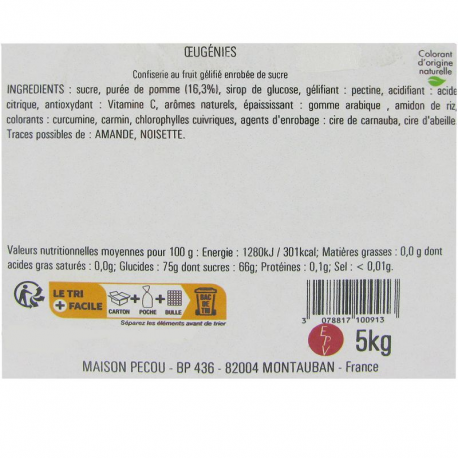 ŒUGÉNIES
Colorant
d'origine
naturelle
Confiserie au fruit gélifié enrobée de sucre
INGREDIENTS : sucre, purée de pomme (16,3%), sirop de glucose, gélifiant : pectine, acidifiant : acide
citrique, antioxydant : Vitamine C, arômes naturels, épaississant : gomme arabique , amidon de riz,
colorants : curcumine, carmin, chlorophylles cuivriques, agents d'enrobage : cire de carnauba, cire d'abeille.
Traces possibles de : AMANDE, NOISETTE.
Valeurs nutritionnelles moyennes pour 100 g : Energie : 1280kJ / 301kcal; Matières grasses : 0,0 g dont
acides gras saturés : 0,0g; Glucides : 75g dont sucres : 66g; Protéines : 0,1g; Sel : < 0,01g.
LE TRI
+ FACILE
CARTON + POCHE + BULLE
BAC DE TRI
Séparez les éléments avant de trier
3 078817 100913
EPV
5kg
MAISON PECOU - BP 436 - 82004 MONTAUBAN - France